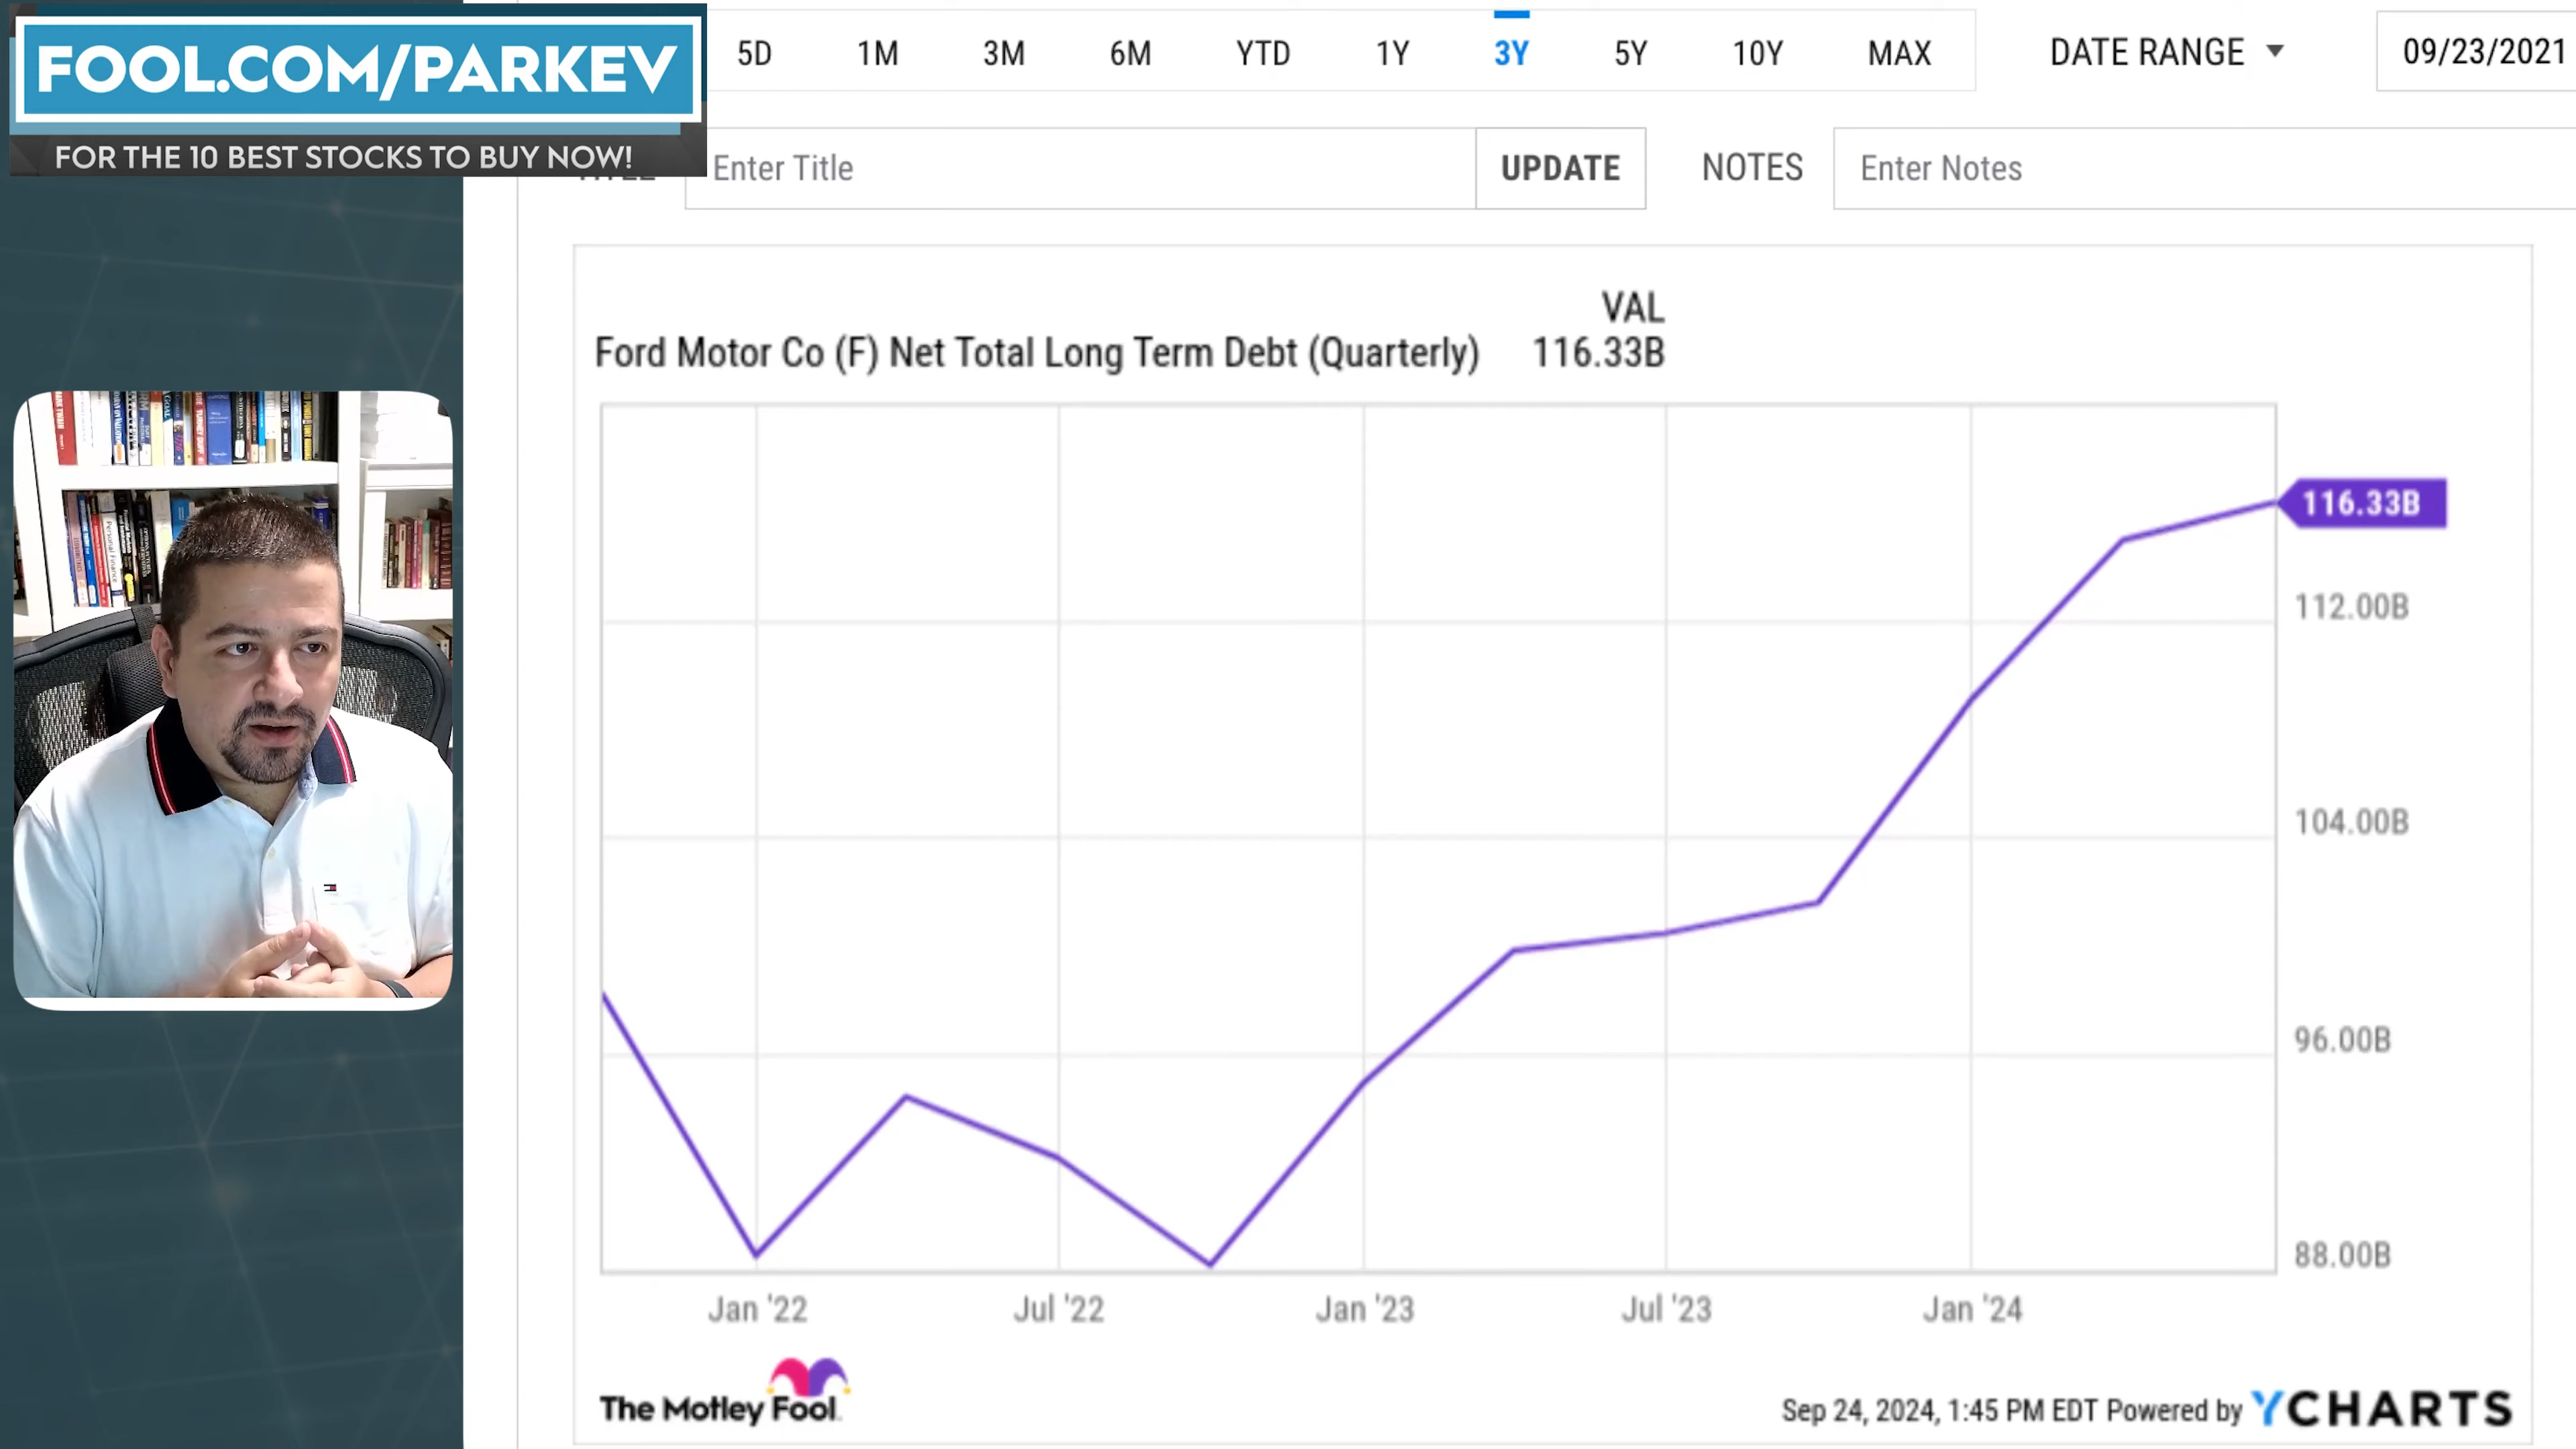 FOOL.COM/PARKEV
FOR THE 10 BEST STOCKS TO BUY NOW!
5D 1M 3M 6M YTD 1Y 3Y 5Y 10Y MAX DATE RANGE 09/23/2021
Enter Title UPDATE NOTES Enter Notes
VAL
Ford Motor Co (F) Net Total Long Term Debt (Quarterly) 116.33B
116.33B
112.00B
104.00B
96.00B
88.00B
Jan '22 Jul '22 Jan '23 Jul '23 Jan '24
The Motley Fool.
Sep 24, 2024, 1:45 PM EDT Powered by YCHARTS